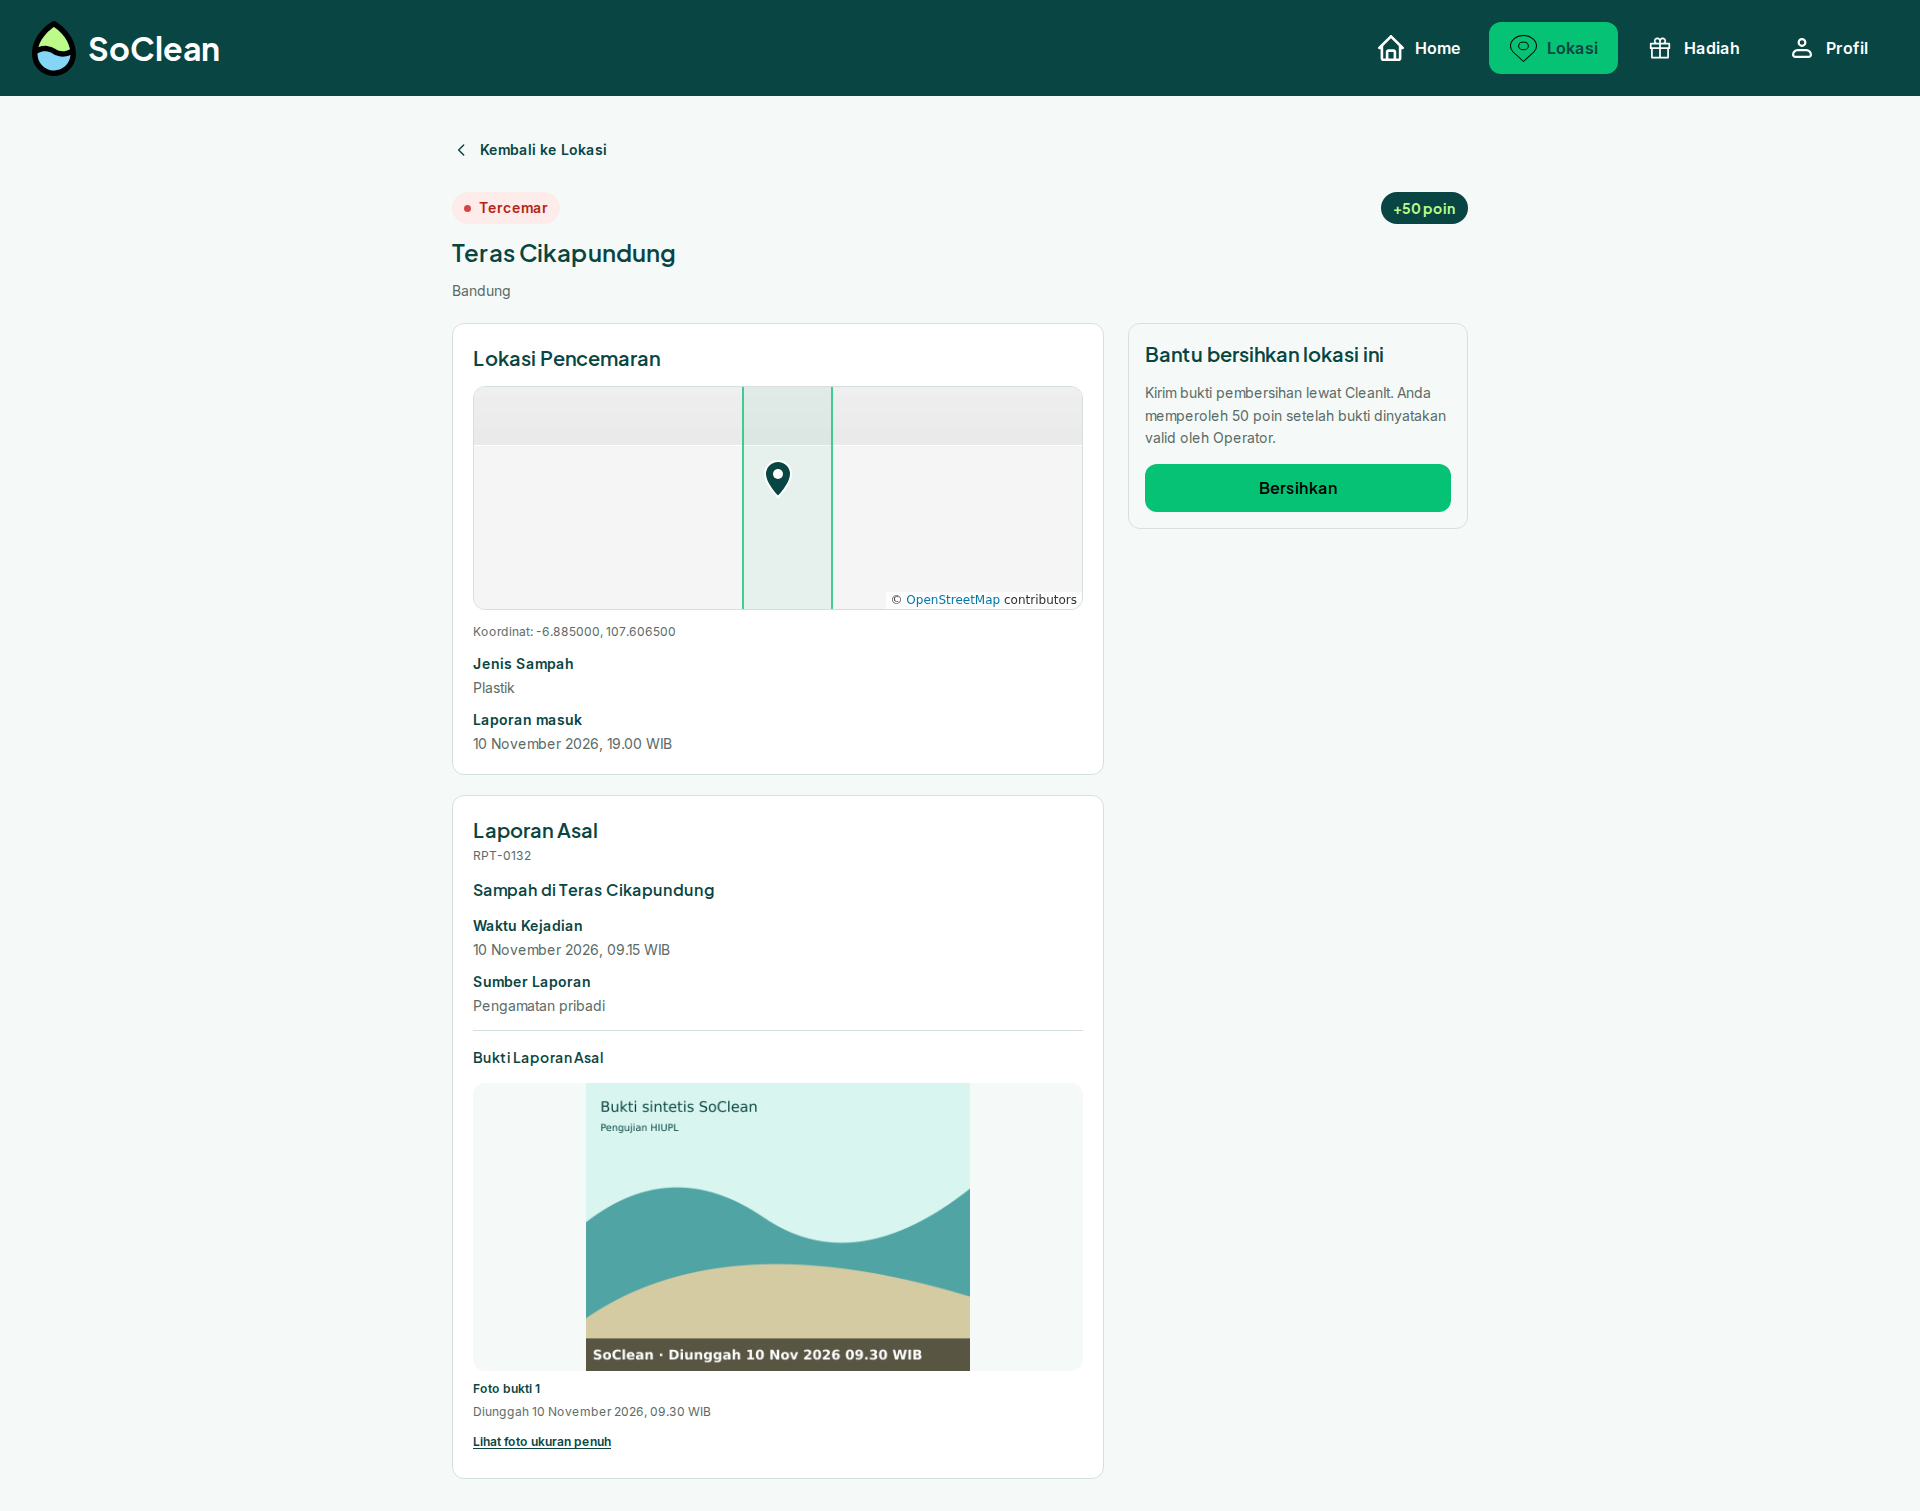 SoClean
Home
Lokasi
Hadiah
Profil
Kembali ke Lokasi
Tercemar
+50 poin
Teras Cikapundung
Bandung
Lokasi Pencemaran
© OpenStreetMap contributors
Koordinat: -6.885000, 107.606500
Jenis Sampah
Plastik
Laporan masuk
10 November 2026, 19.00 WIB
Bantu bersihkan lokasi ini
Kirim bukti pembersihan lewat CleanIt. Anda
memperoleh 50 poin setelah bukti dinyatakan
valid oleh Operator.
Bersihkan
Laporan Asal
RPT-0132
Sampah di Teras Cikapundung
Waktu Kejadian
10 November 2026, 09.15 WIB
Sumber Laporan
Pengamatan pribadi
Bukti Laporan Asal
Bukti sintetis SoClean
Pengujian HIUPL
SoClean · Diunggah 10 Nov 2026 09.30 WIB
Foto bukti 1
Diunggah 10 November 2026, 09.30 WIB
Lihat foto ukuran penuh